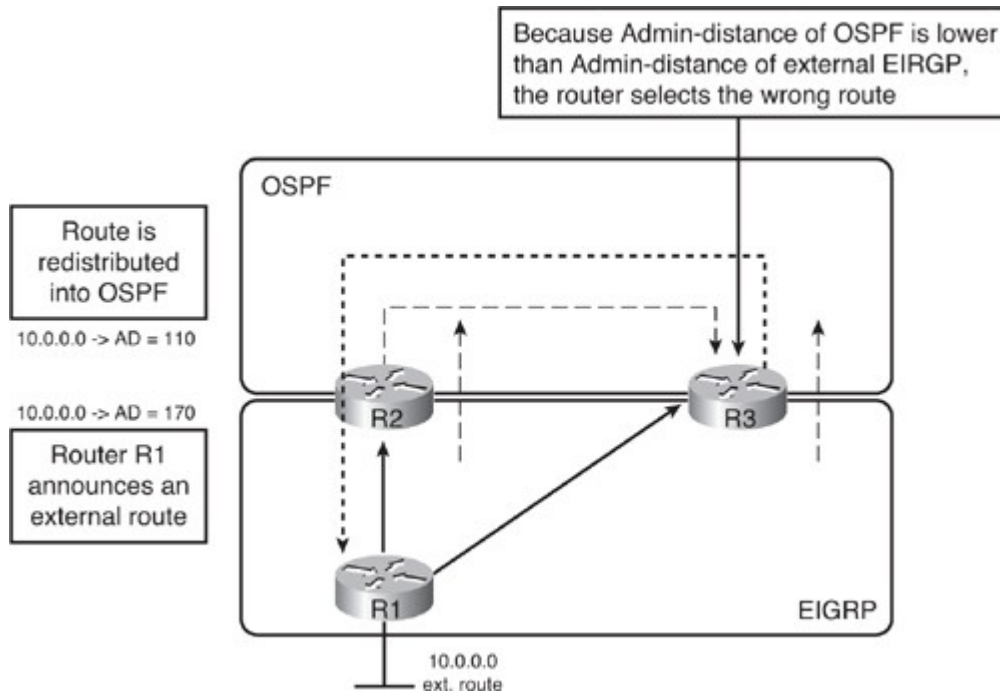 Because Admin-distance of OSPF is lower
than Admin-distance of external EIRGP,
the router selects the wrong route
OSPF
Route is
redistributed
into OSPF
10.0.0.0 -> AD = 110
R2
R3
10.0.0.0 -> AD = 170
Router R1
announces an
external route
R1
EIGRP
10.0.0.0
ext. route